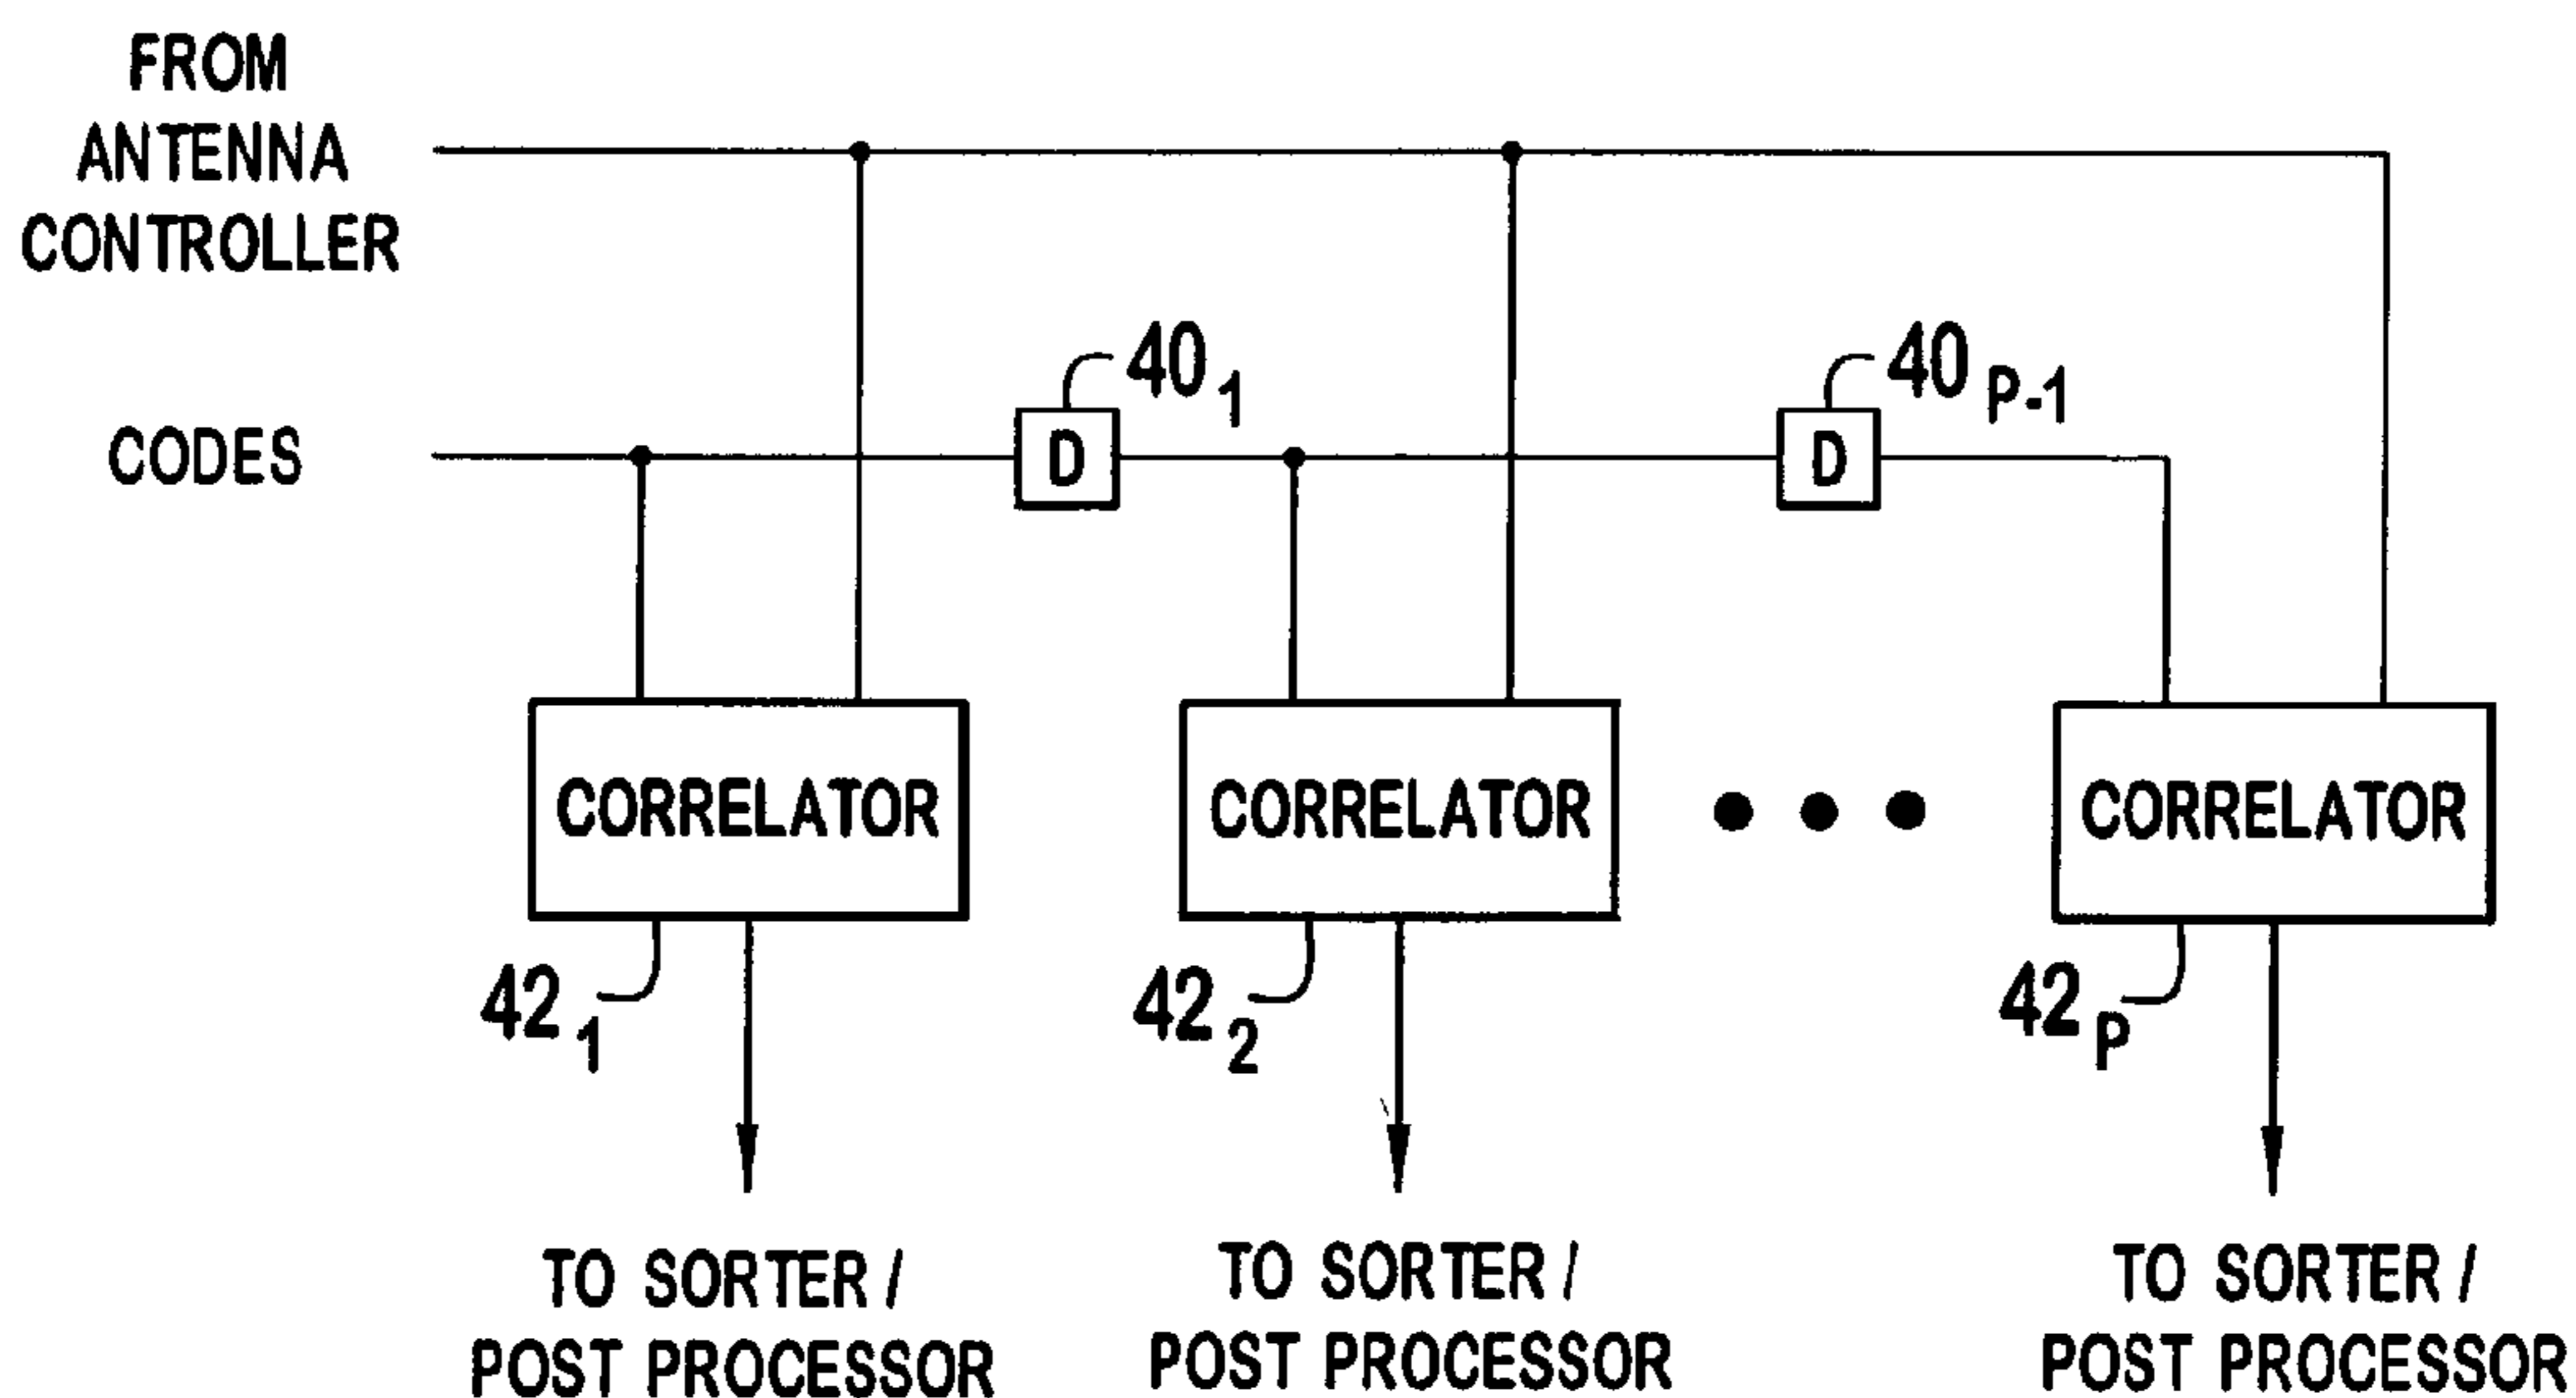 FROM
ANTENNA
CONTROLLER
CODES
D
40 1
D
40 P-1
CORRELATOR
CORRELATOR
CORRELATOR
42 1
42 2
42 P
TO SORTER /
POST PROCESSOR
TO SORTER /
POST PROCESSOR
TO SORTER /
POST PROCESSOR